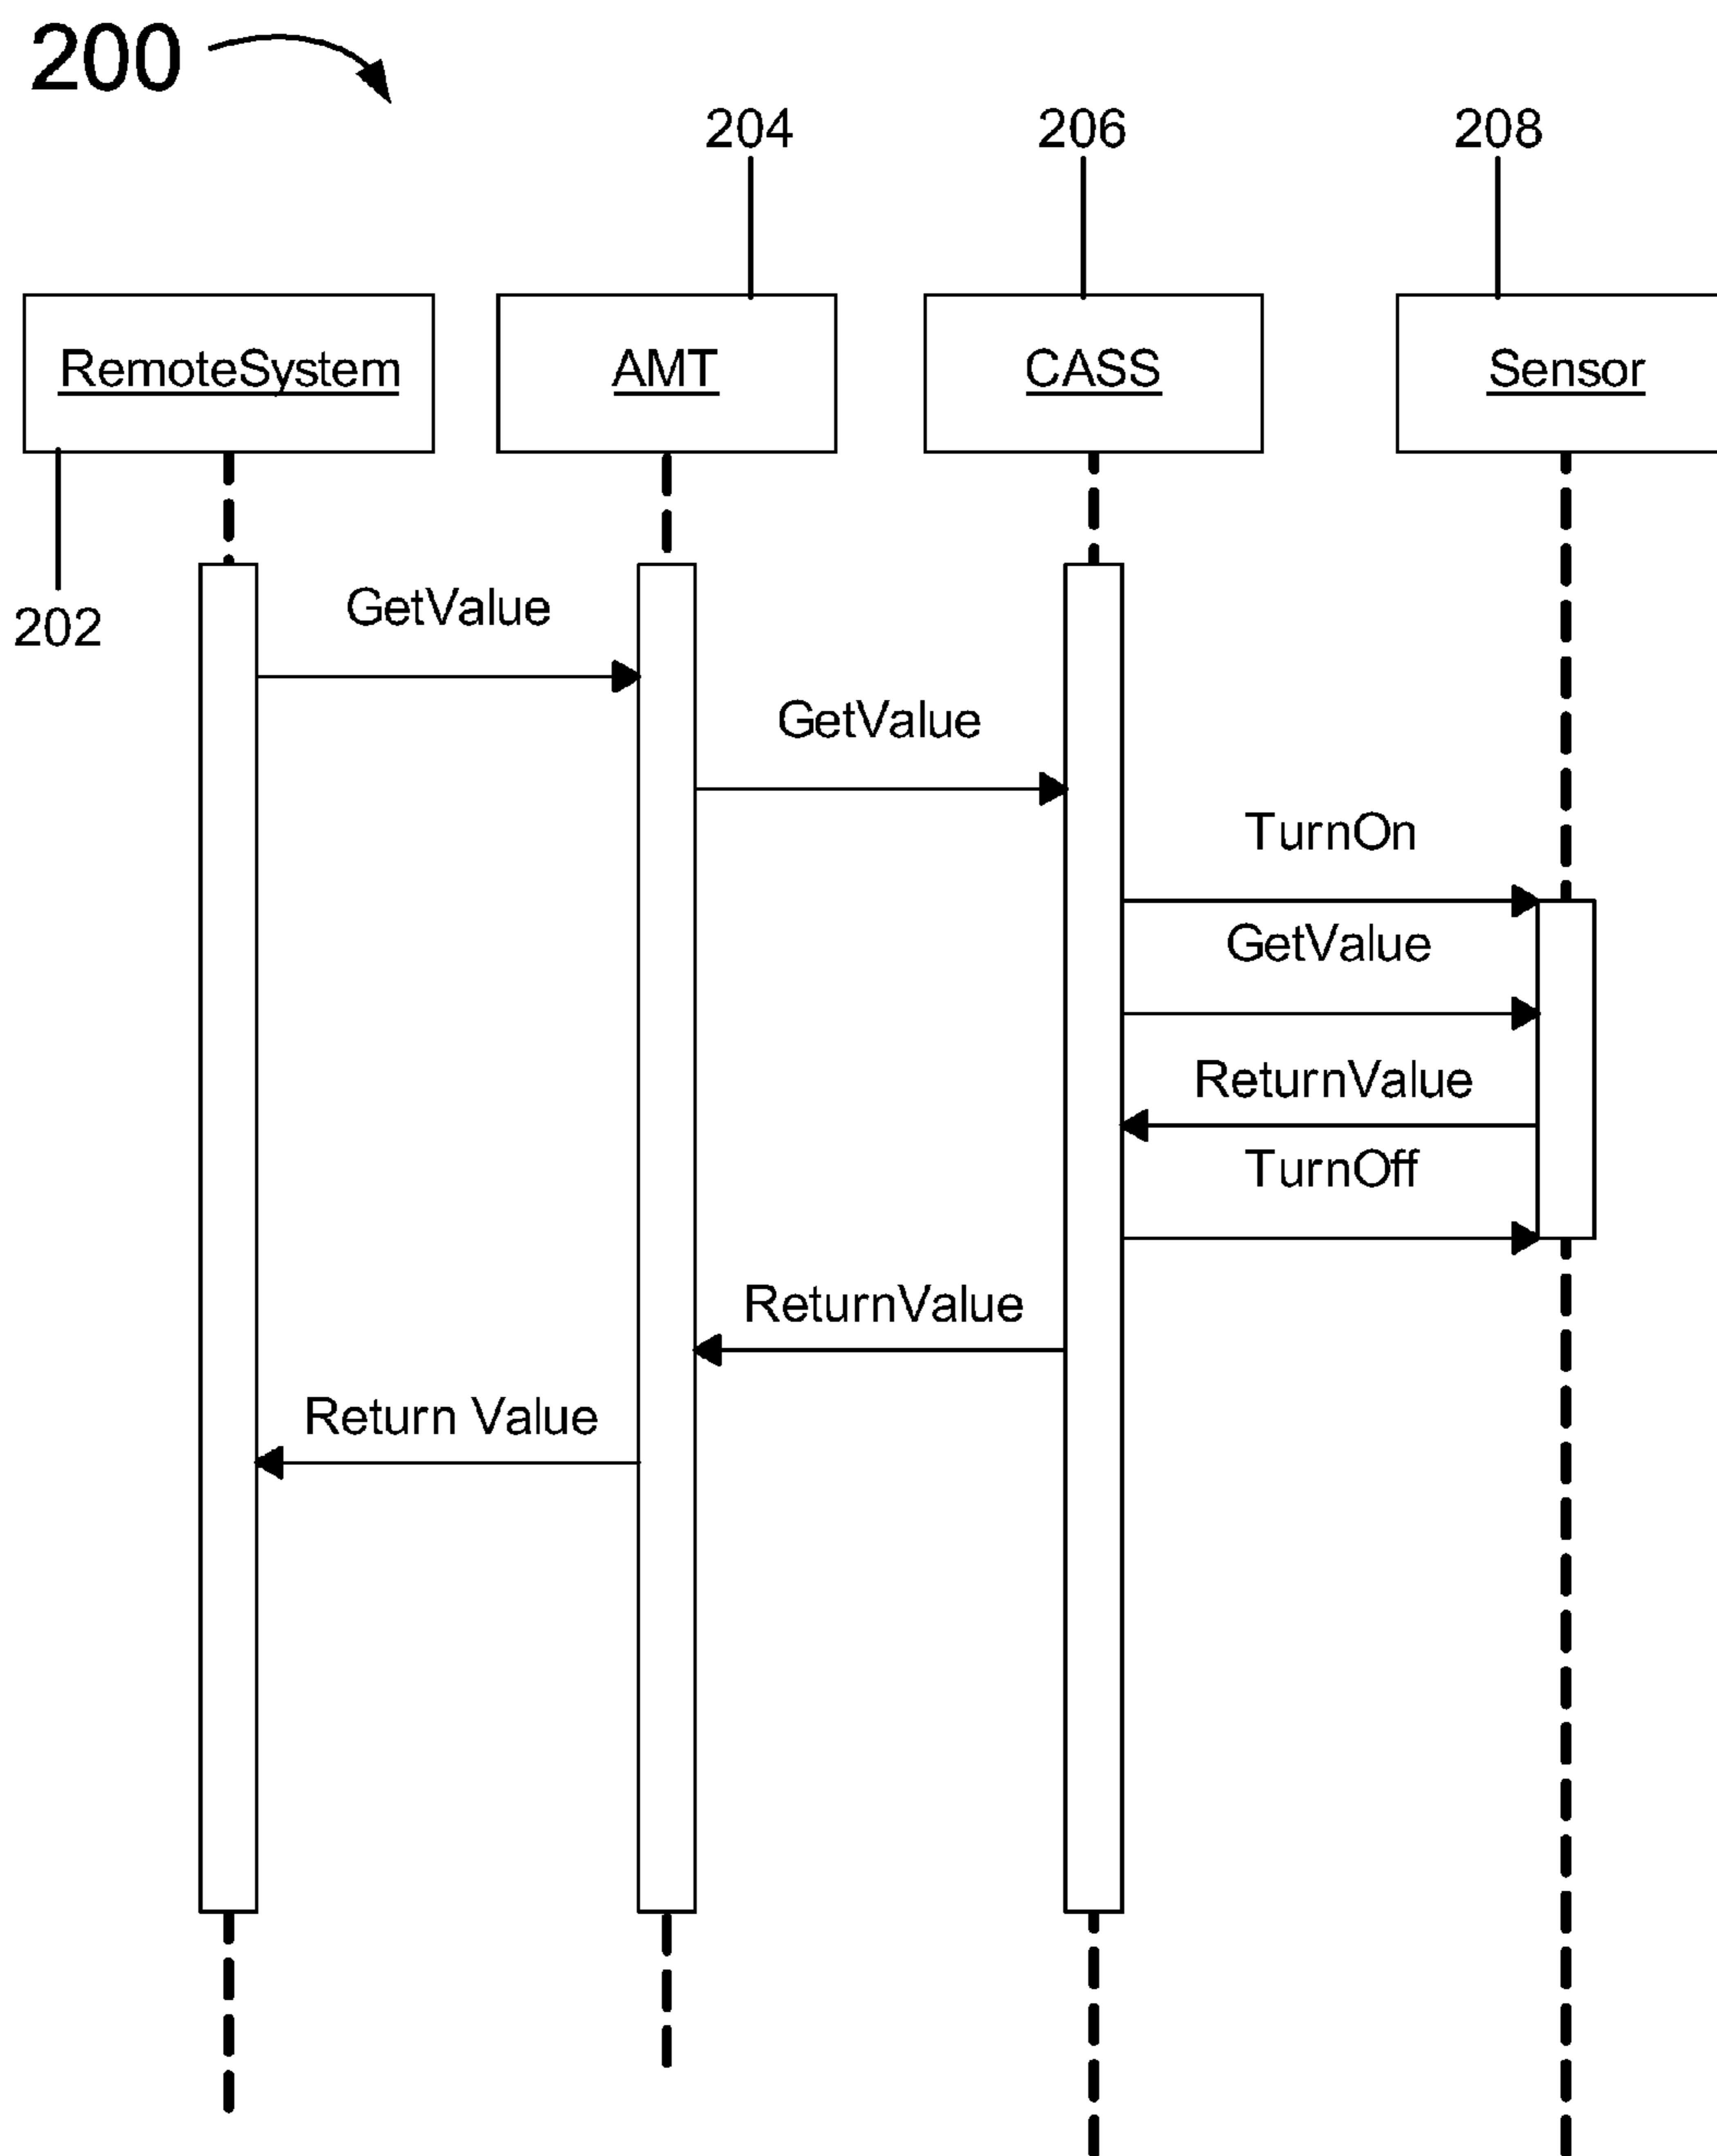 200
204
206
208
RemoteSystem
AMT
CASS
Sensor
202
GetValue
GetValue
TurnOn
GetValue
ReturnValue
TurnOff
ReturnValue
Return Value